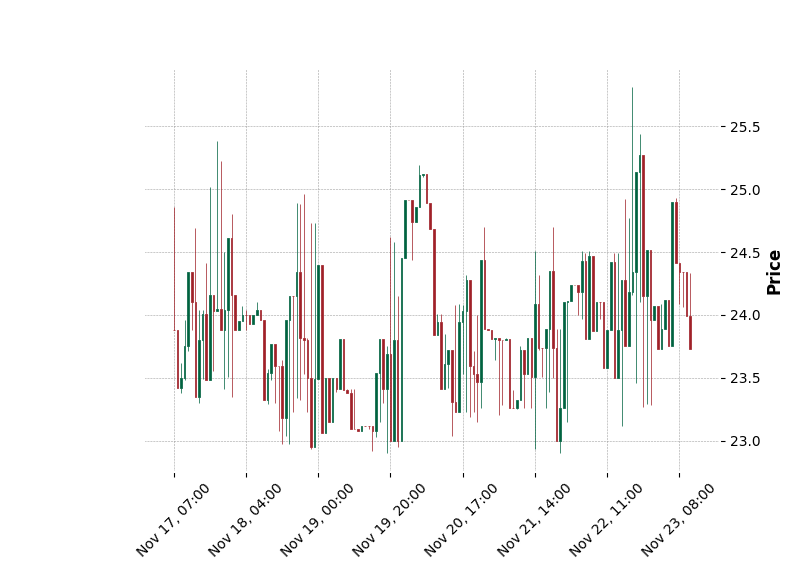 25.5
25.0
24.5
24.0
23.5
23.0
Price
Nov 17, 07:00
Nov 18, 04:00
Nov 19, 00:00
Nov 19, 20:00
Nov 20, 17:00
Nov 21, 14:00
Nov 22, 11:00
Nov 23, 08:00